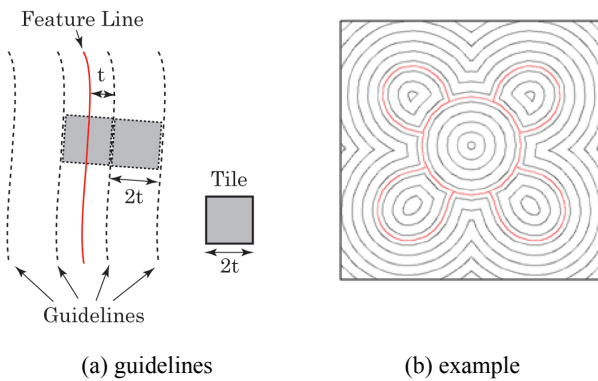 Feature Line
t
2t
Tile
2t
Guidelines
(a) guidelines
(b) example